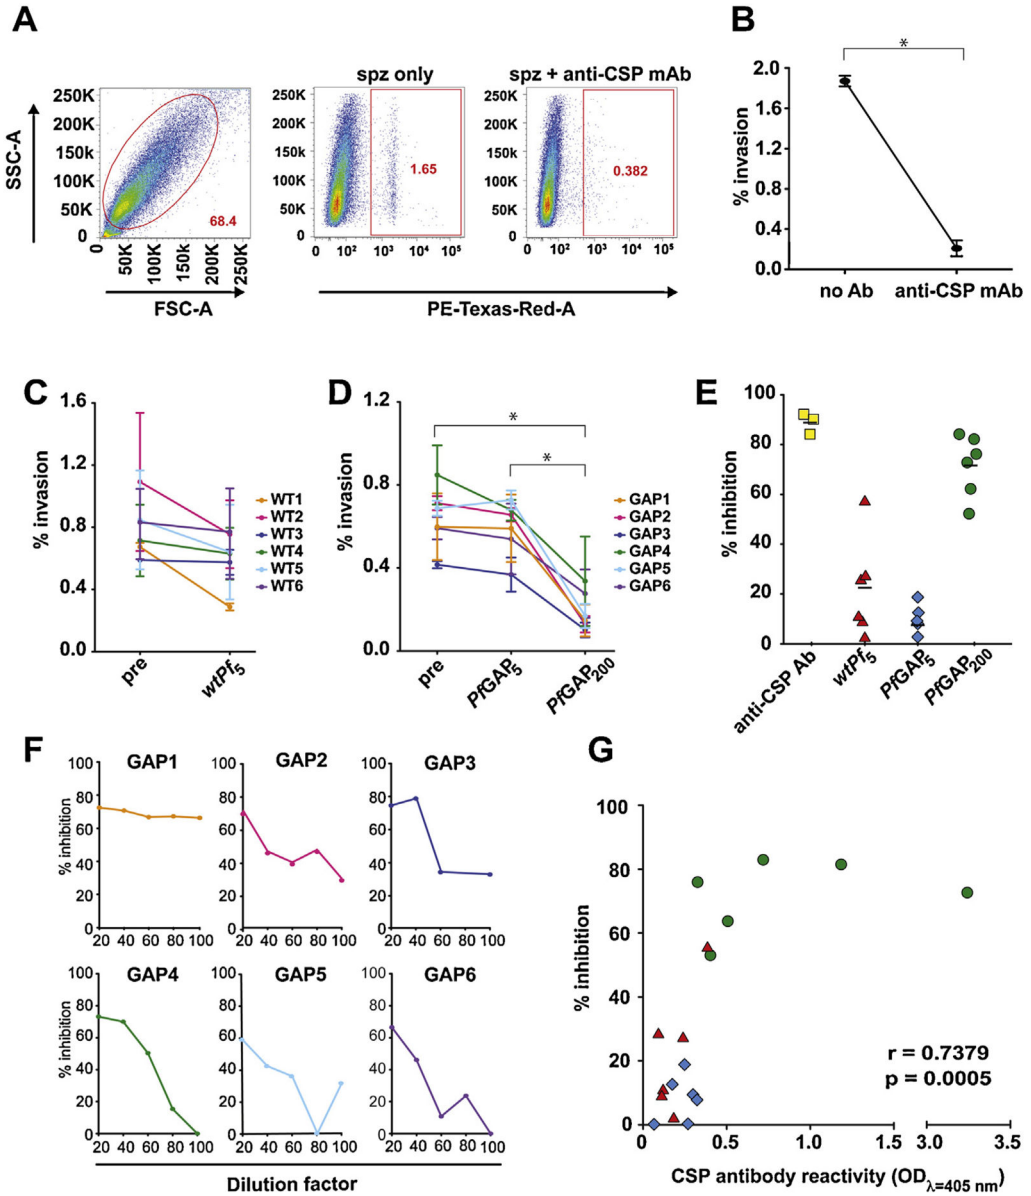 A
SSC-A
250K
200K
150K
100K
50K
0
68.4
0
50K
100K
150K
200K
250K
FSC-A
spz only
250K
200K
150K
100K
50K
0
1.65
0
10²
10³
10⁴
10⁵
spz + anti-CSP mAb
250K
200K
150K
100K
50K
0
0.382
0
10²
10³
10⁴
10⁵
PE-Texas-Red-A
B
*
% invasion
2.0
1.6
1.2
0.8
0.4
0.0
no Ab
anti-CSP mAb
C
% invasion
1.6
1.2
0.8
0.4
0.0
pre
wtPf5
WT1
WT2
WT3
WT4
WT5
WT6
D
% invasion
1.2
0.8
0.4
0.0
*
*
pre
PfGAP5
PfGAP200
GAP1
GAP2
GAP3
GAP4
GAP5
GAP6
E
% inhibition
100
80
60
40
20
0
anti-CSP Ab
wtPf5
PfGAP5
PfGAP200
F
GAP1
% inhibition
100
80
60
40
20
0
20 40 60 80 100
GAP2
100
80
60
40
20
0
20 40 60 80 100
GAP3
100
80
60
40
20
0
20 40 60 80 100
GAP4
% inhibition
100
80
60
40
20
0
20 40 60 80 100
GAP5
100
80
60
40
20
0
20 40 60 80 100
GAP6
100
80
60
40
20
0
20 40 60 80 100
Dilution factor
G
% inhibition
100
80
60
40
20
0
r = 0.7379
p = 0.0005
0 0.5 1.0 1.5 3.0 3.5
CSP antibody reactivity (ODλ=405 nm)